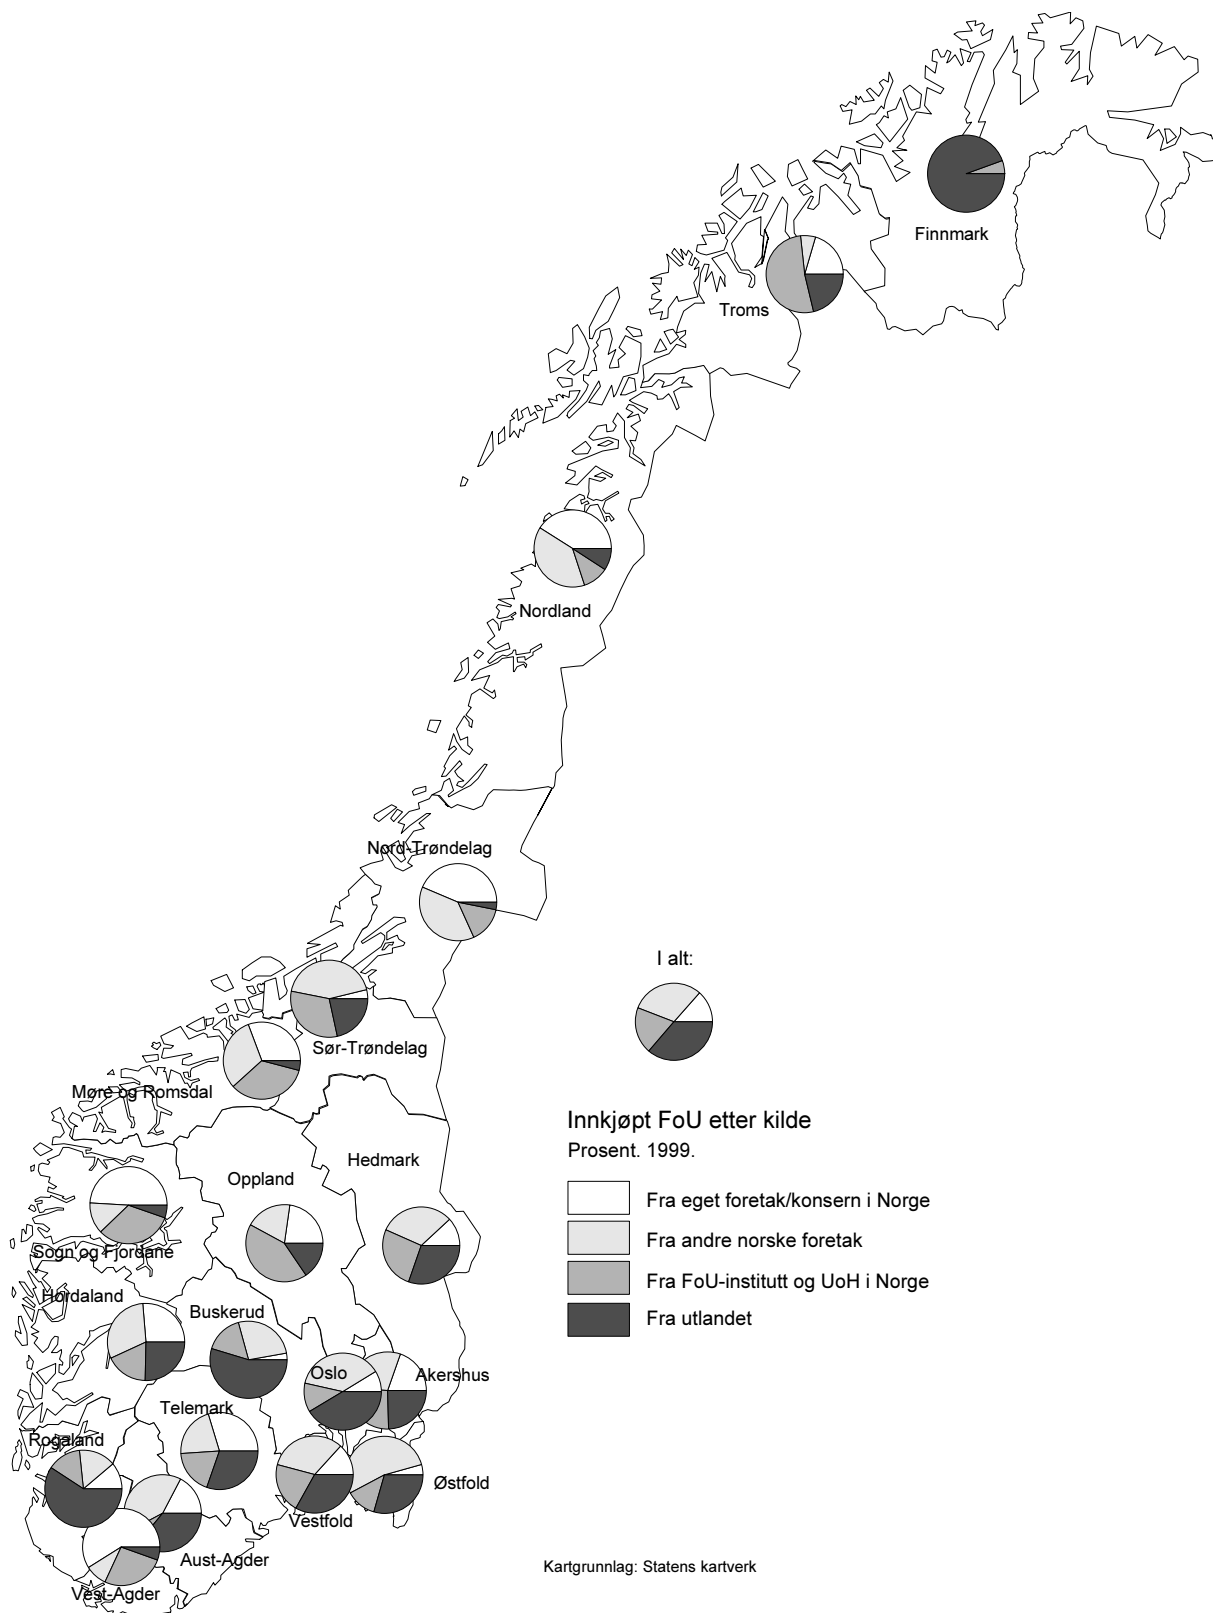 Finnmark
Troms
Nordland
Nord-Trøndelag
I alt:
Sør-Trøndelag
Møre og Romsdal
Innkjøpt FoU etter kilde
Prosent. 1999.
Hedmark
Oppland
Fra eget foretak/konsern i Norge
Fra andre norske foretak
Sogn og Fjordane
Fra FoU-institutt og UoH i Norge
Hordaland
Buskerud
Fra utlandet
Oslo
Akershus
Telemark
Rogaland
Østfold
Vestfold
Aust-Agder
Kartgrunnlag: Statens kartverk
Vest-Agder